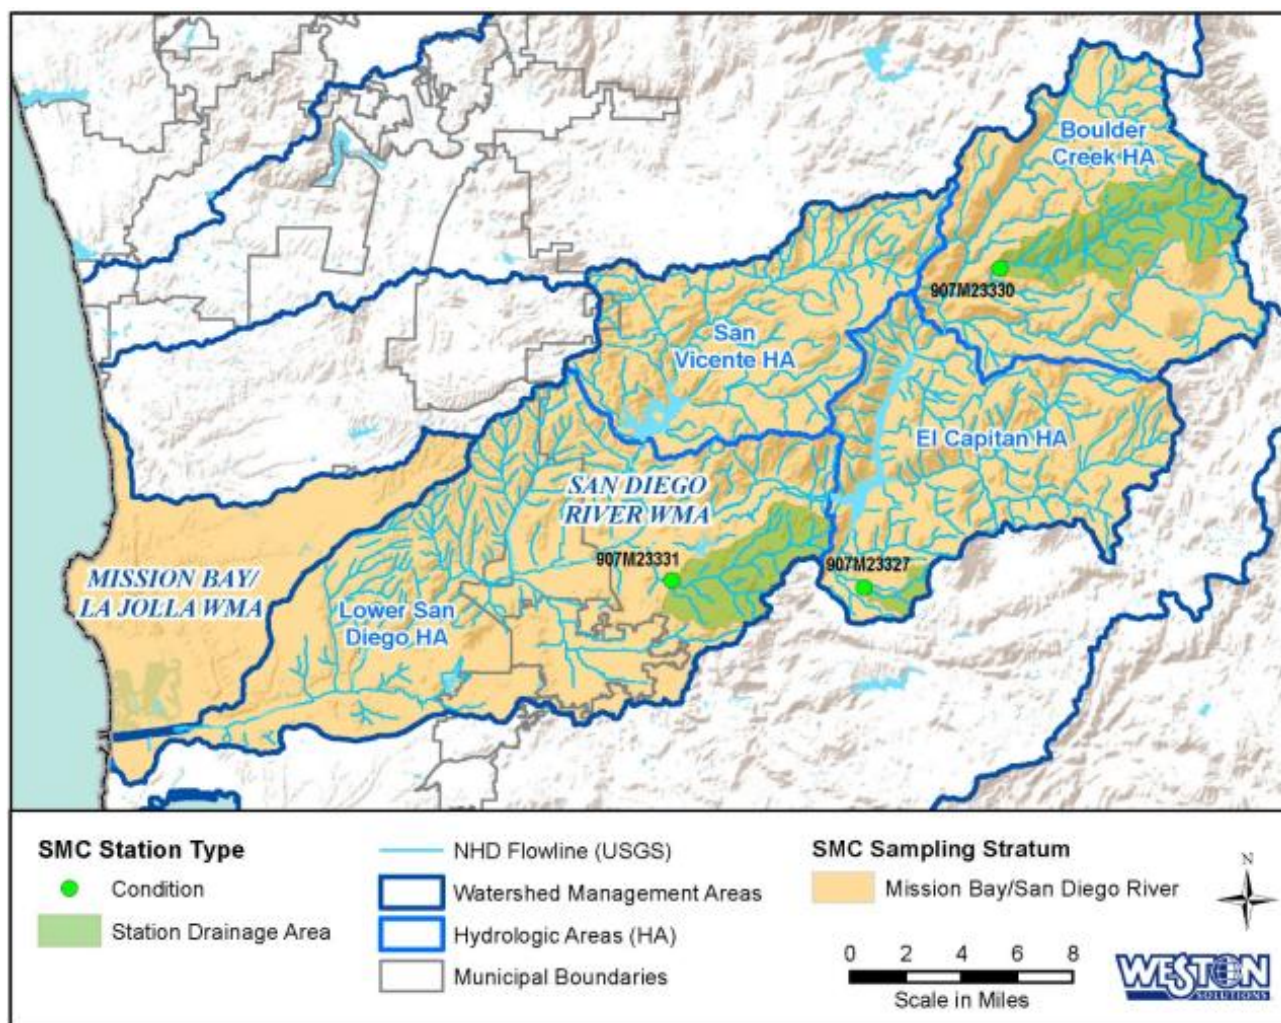 Boulder
Creek HA
907M23330
San
Vicente HA
El Capitan HA
SAN DIEGO
RIVER WMA
907M23331
907M23327
MISSION BAY/
LA JOLLA WMA
Lower San
Diego HA
SMC Station Type
Condition
Station Drainage Area
NHD Flowline (USGS)
Watershed Management Areas
Hydrologic Areas (HA)
Municipal Boundaries
SMC Sampling Stratum
Mission Bay/San Diego River
0 2 4 6 8
Scale in Miles
N
WESTON
SOLUTIONS